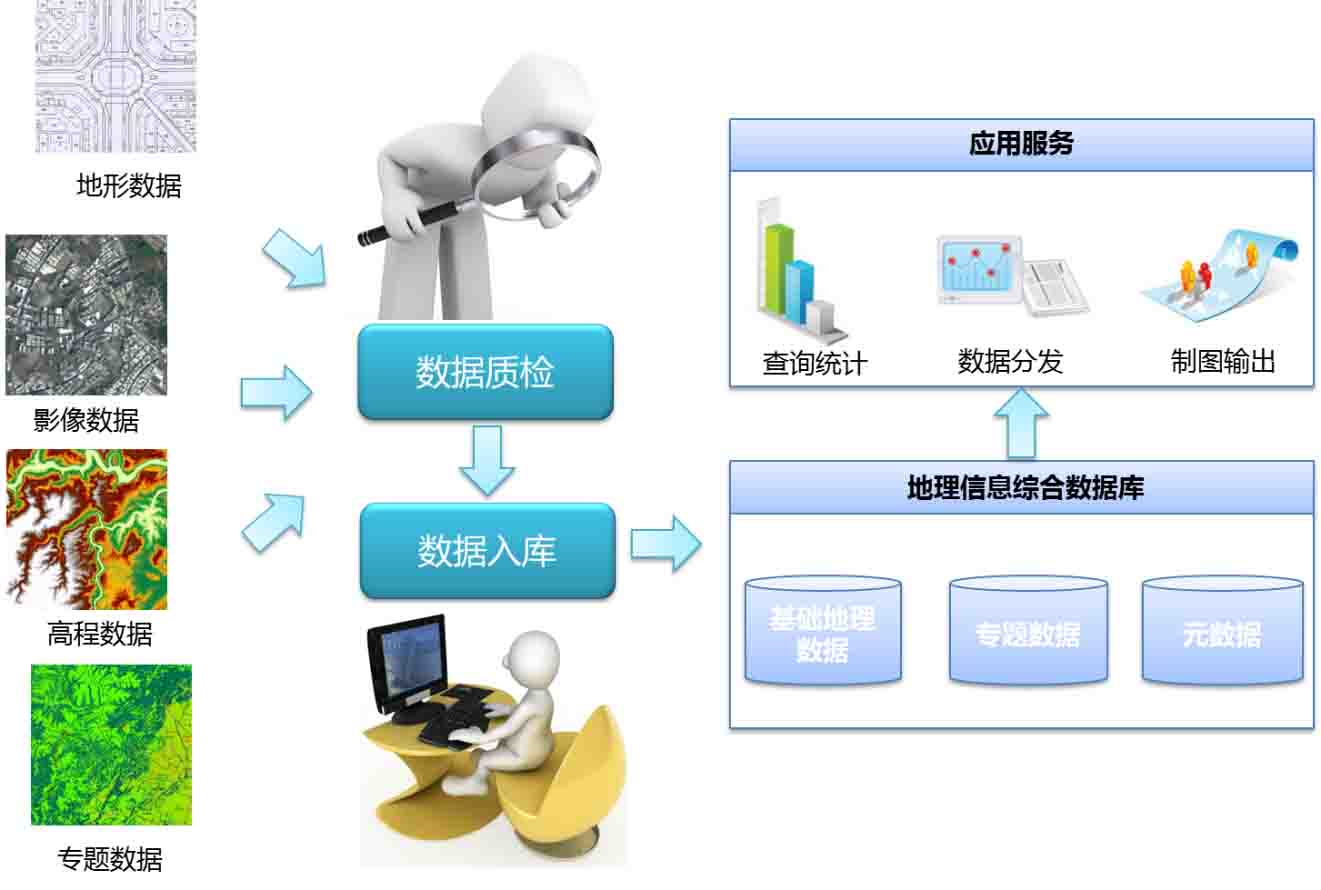 地形数据
影像数据
高程数据
专题数据
数据质检
数据入库
应用服务
查询统计
数据分发
制图输出
地理信息综合数据库
基础地理
数据
专题数据
元数据